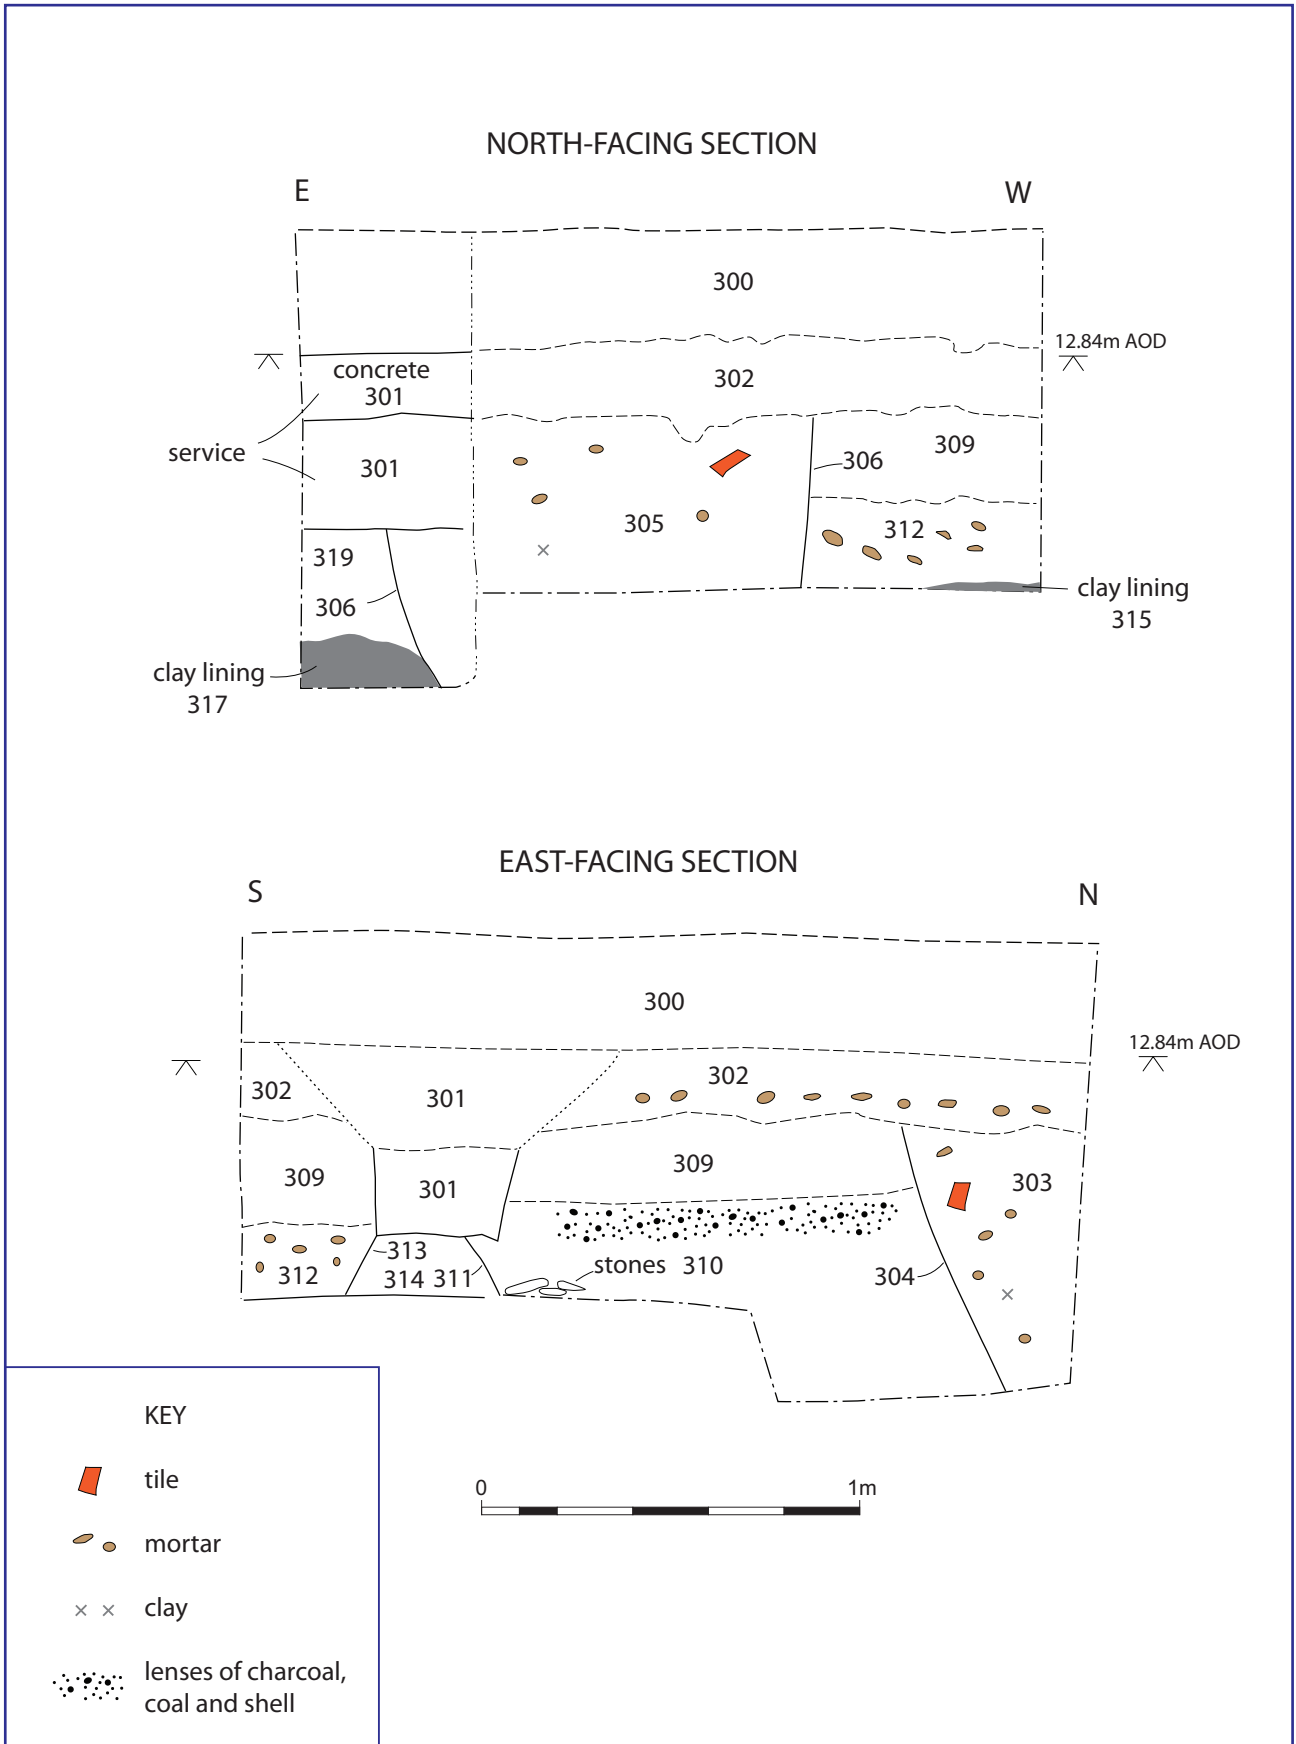 NORTH-FACING SECTION
E
W
300
12.84m AOD
concrete
301
302
service
301
306
309
305
312
319
306
clay lining
315
clay lining
317
EAST-FACING SECTION
S
N
300
12.84m AOD
302
301
302
309
301
309
303
313
312
314
311
stones
310
304
KEY
tile
mortar
clay
lenses of charcoal,
coal and shell
0
1m